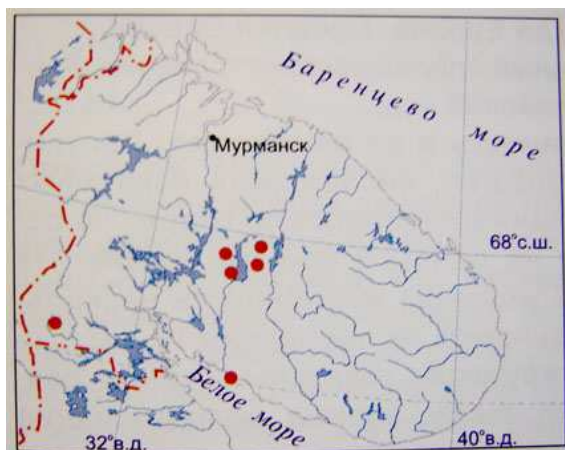 Баренцево море
Мурманск
68°с.ш.
Белое море
32°в.д.
40°в.д.